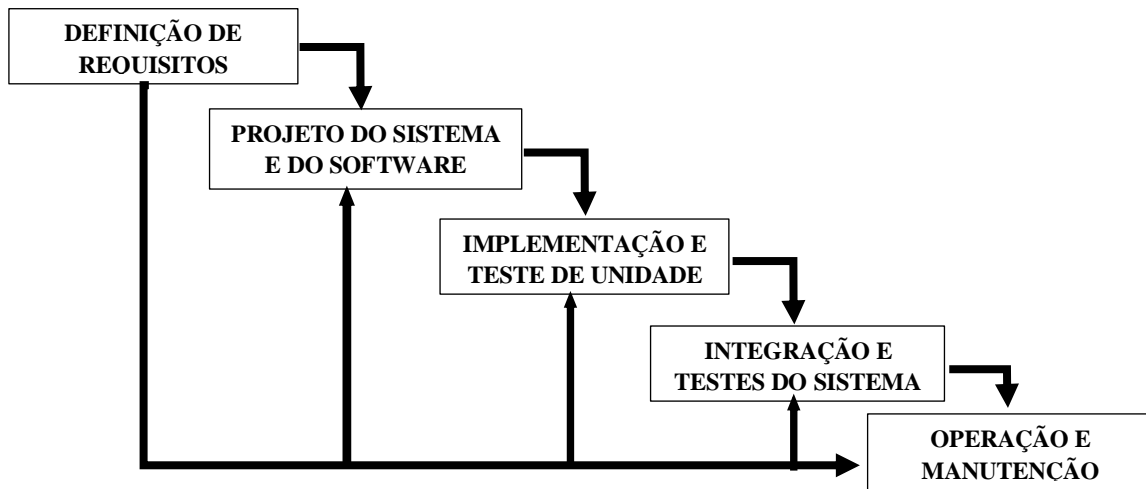 DEFINIÇÃO DE
REQUISITOS
PROJETO DO SISTEMA
E DO SOFTWARE
IMPLEMENTAÇÃO E
TESTE DE UNIDADE
INTEGRAÇÃO E
TESTES DO SISTEMA
OPERAÇÃO E
MANUTENÇÃO